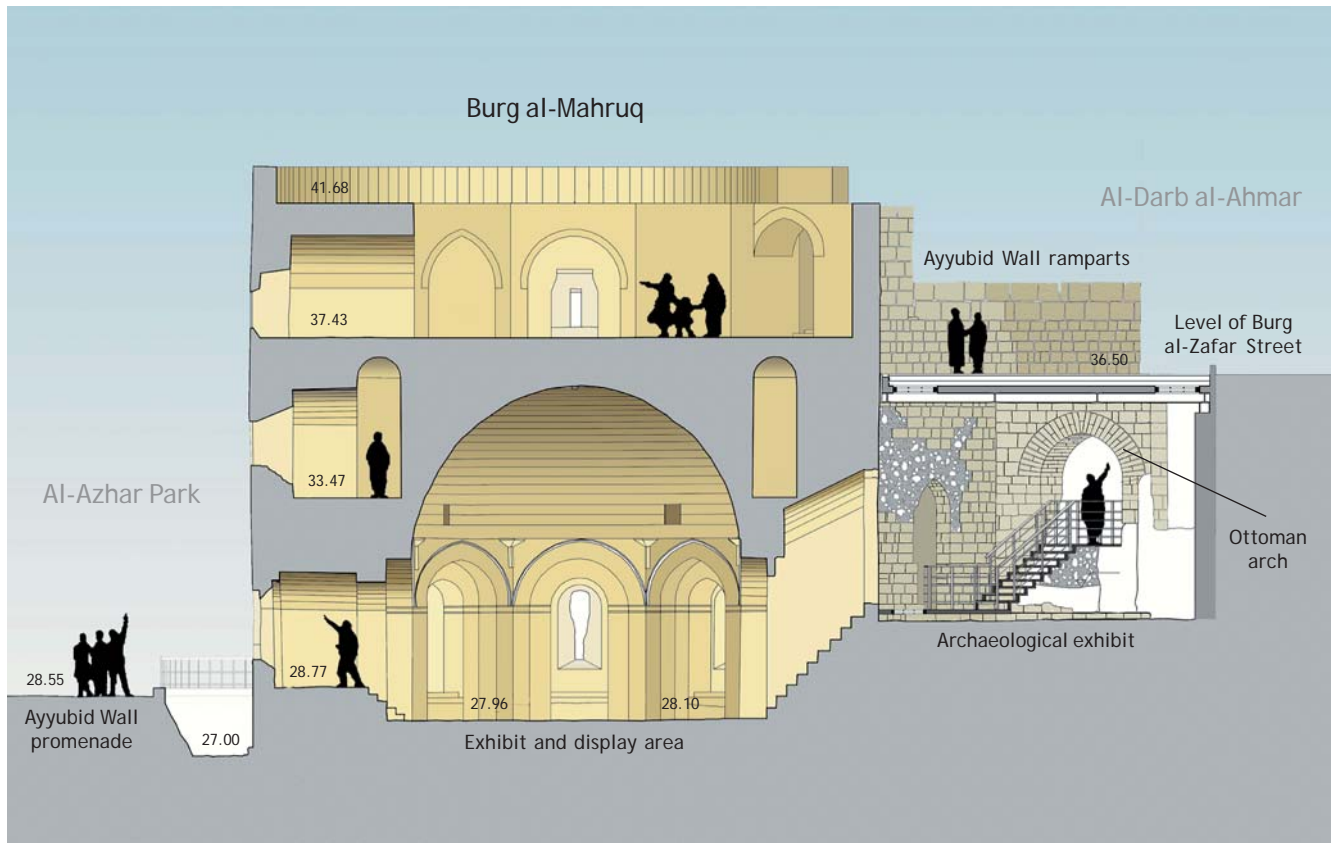 Burg al-Mahruq
41.68
Al-Darb al-Ahmar
Ayyubid Wall ramparts
37.43
Level of Burg
al-Zafar Street
36.50
33.47
Al-Azhar Park
Ottoman
arch
Archaeological exhibit
28.55
28.77
27.96
28.10
Ayyubid Wall
promenade
27.00
Exhibit and display area